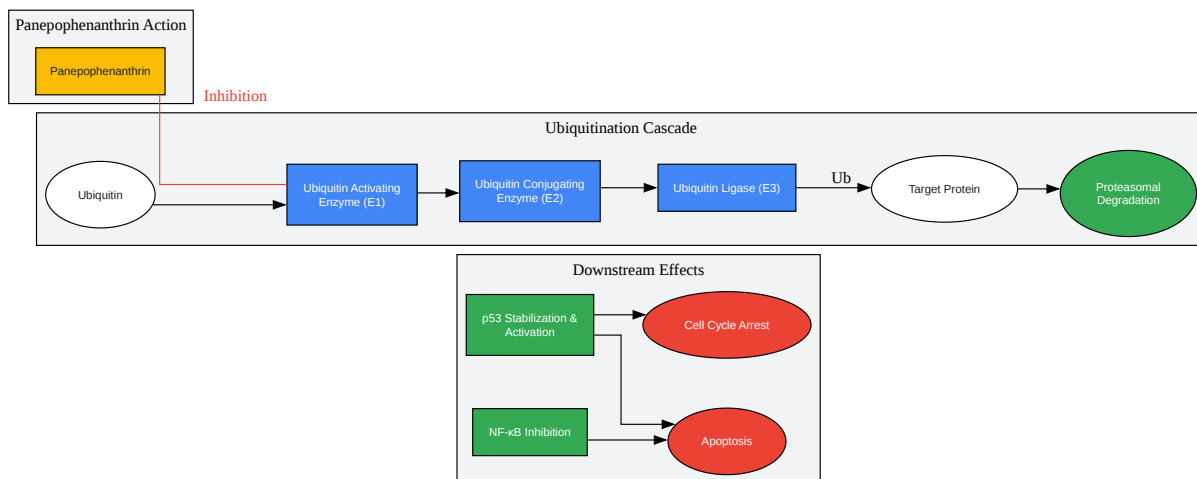 Panepophenanthrin Action
Panepophenanthrin
Inhibition
Ubiquitination Cascade
Ubiquitin
Ubiquitin Activating
Enzyme (E1)
Ubiquitin Conjugating
Enzyme (E2)
Ubiquitin Ligase (E3)
Ub
Target Protein
Proteasomal
Degradation
Downstream Effects
p53 Stabilization &
Activation
Cell Cycle Arrest
NF-κB Inhibition
Apoptosis